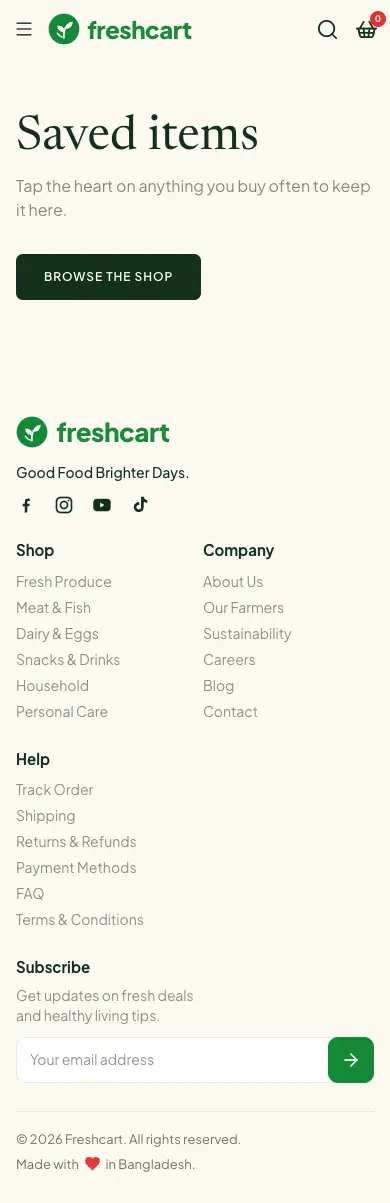 freshcart
0
Saved items
Tap the heart on anything you buy often to keep
it here.
BROWSE THE SHOP
freshcart
Good Food Brighter Days.
Shop
Fresh Produce
Meat & Fish
Dairy & Eggs
Snacks & Drinks
Household
Personal Care
Company
About Us
Our Farmers
Sustainability
Careers
Blog
Contact
Help
Track Order
Shipping
Returns & Refunds
Payment Methods
FAQ
Terms & Conditions
Subscribe
Get updates on fresh deals
and healthy living tips.
Your email address
© 2026 Freshcart. All rights reserved.
Made with ❤️ in Bangladesh.